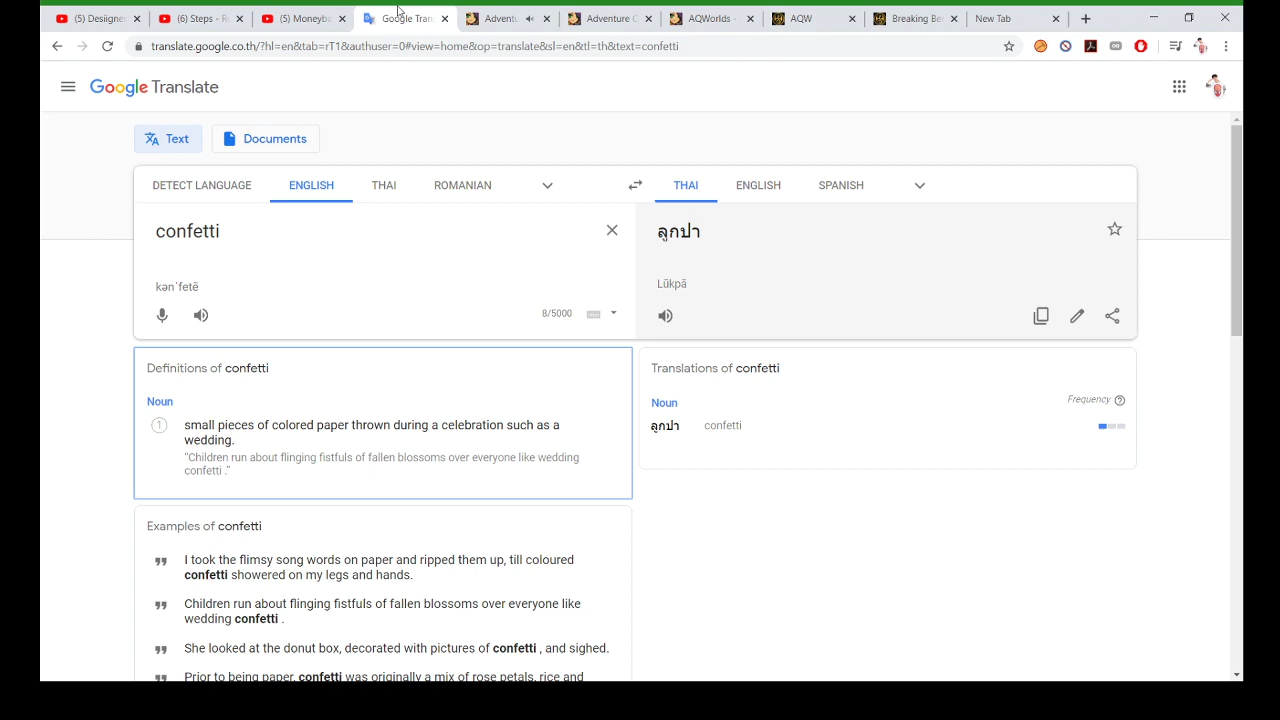 (5) Desiigner
(6) Steps - R
(5) Moneyba
Google Tran
Adventu
Adventure C
AQWorlds -
AQW
Breaking Be
New Tab
translate.google.co.th/?hl=en&tab=rT1&authuser=0#view=home&op=translate&sl=en&tl=th&text=confetti
Google Translate
Text
Documents
DETECT LANGUAGE
ENGLISH
THAI
ROMANIAN
THAI
ENGLISH
SPANISH
confetti
ลูกปา
kənˈfetē
Lūkpā
8/5000
Definitions of confetti
Noun
1
small pieces of colored paper thrown during a celebration such as a
wedding.
"Children run about flinging fistfuls of fallen blossoms over everyone like wedding
confetti ."
Translations of confetti
Noun
Frequency
ลูกปา confetti
Examples of confetti
I took the flimsy song words on paper and ripped them up, till coloured
confetti showered on my legs and hands.
Children run about flinging fistfuls of fallen blossoms over everyone like
wedding confetti .
She looked at the donut box, decorated with pictures of confetti , and sighed.
Prior to being paper, confetti was originally a mix of rose petals, rice and